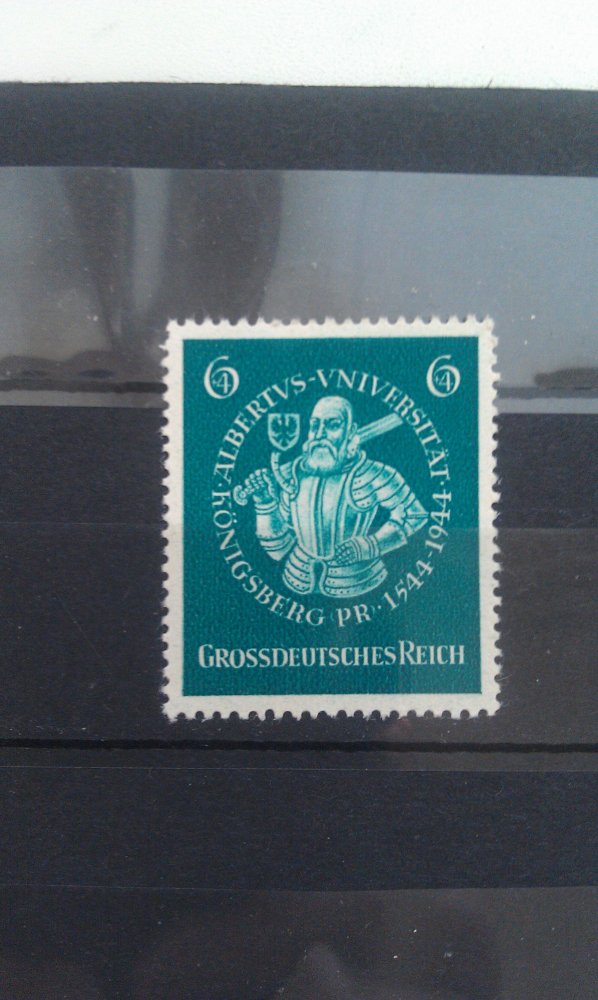 6+4 6+4
·ALBERTVS-VNIVERSITÄT·
KÖNIGSBERG (PR)·1544-1944
GROSSDEUTSCHES REICH